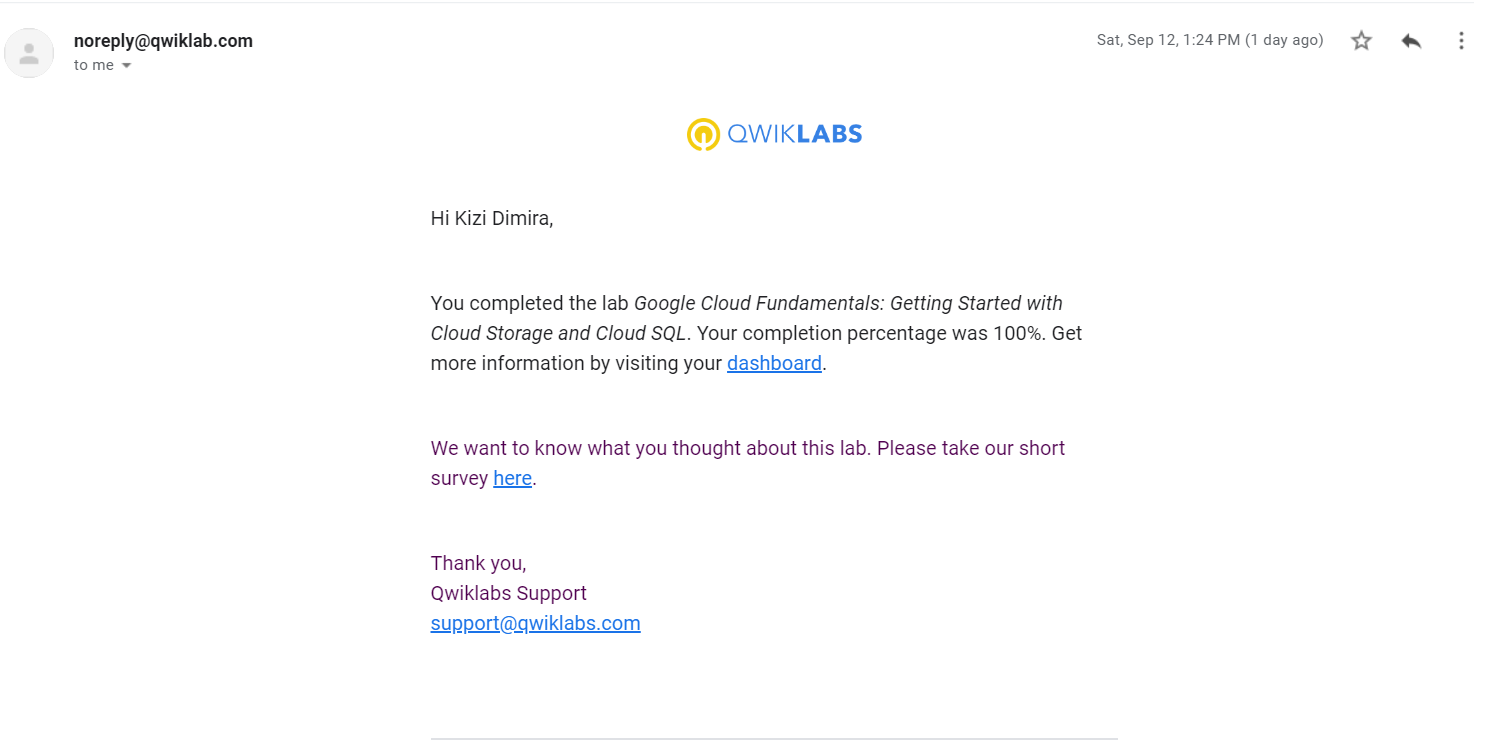 noreply@qwiklab.com
Sat, Sep 12, 1:24 PM (1 day ago)
to me
QWIKLABS
Hi Kizi Dimira,
You completed the lab Google Cloud Fundamentals: Getting Started with
Cloud Storage and Cloud SQL. Your completion percentage was 100%. Get
more information by visiting your dashboard.
We want to know what you thought about this lab. Please take our short
survey here.
Thank you,
Qwiklabs Support
support@qwiklabs.com